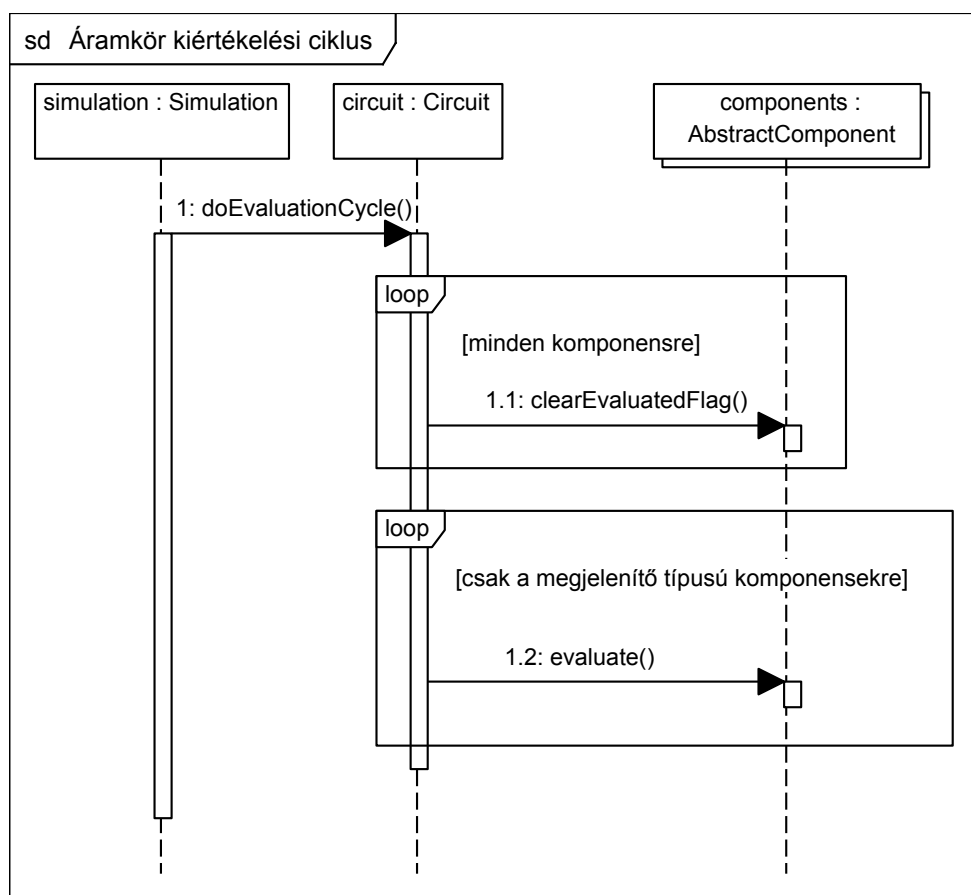 sd Áramkör kiértékelési ciklus
simulation : Simulation
circuit : Circuit
components :
AbstractComponent
1: doEvaluationCycle()
loop
[minden komponensre]
1.1: clearEvaluatedFlag()
loop
[csak a megjelenítő típusú komponensekre]
1.2: evaluate()